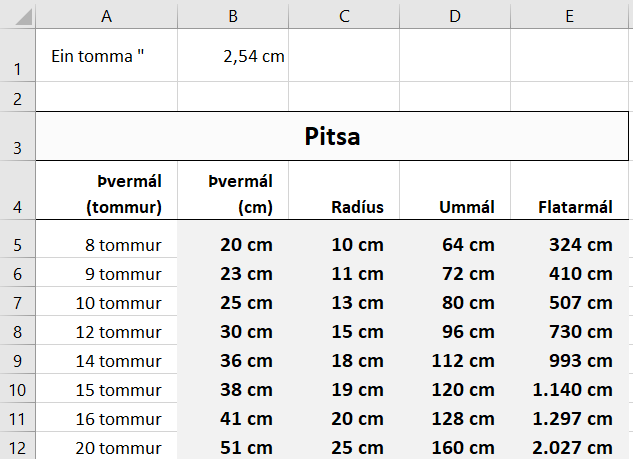 A B C D E
1 Ein tomma " 2,54 cm
2
3 Pitsa
Þvermál Þvermál
4 (tommur) (cm) Radíus Ummál Flatarmál
5 8 tommur 20 cm 10 cm 64 cm 324 cm
6 9 tommur 23 cm 11 cm 72 cm 410 cm
7 10 tommur 25 cm 13 cm 80 cm 507 cm
8 12 tommur 30 cm 15 cm 96 cm 730 cm
9 14 tommur 36 cm 18 cm 112 cm 993 cm
10 15 tommur 38 cm 19 cm 120 cm 1.140 cm
11 16 tommur 41 cm 20 cm 128 cm 1.297 cm
12 20 tommur 51 cm 25 cm 160 cm 2.027 cm